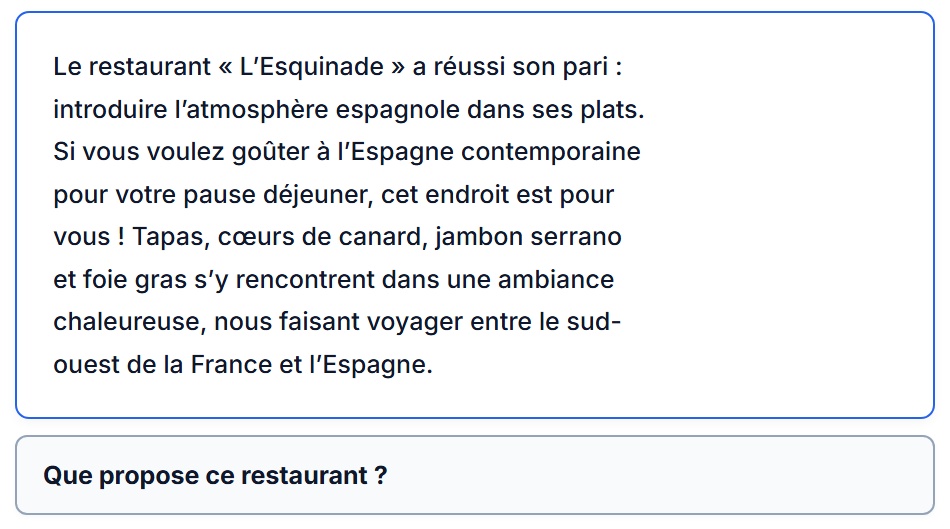 Le restaurant « L’Esquinade » a réussi son pari :
introduire l’atmosphère espagnole dans ses plats.
Si vous voulez goûter à l’Espagne contemporaine
pour votre pause déjeuner, cet endroit est pour
vous ! Tapas, cœurs de canard, jambon serrano
et foie gras s’y rencontrent dans une ambiance
chaleureuse, nous faisant voyager entre le sud-
ouest de la France et l’Espagne.
Que propose ce restaurant ?